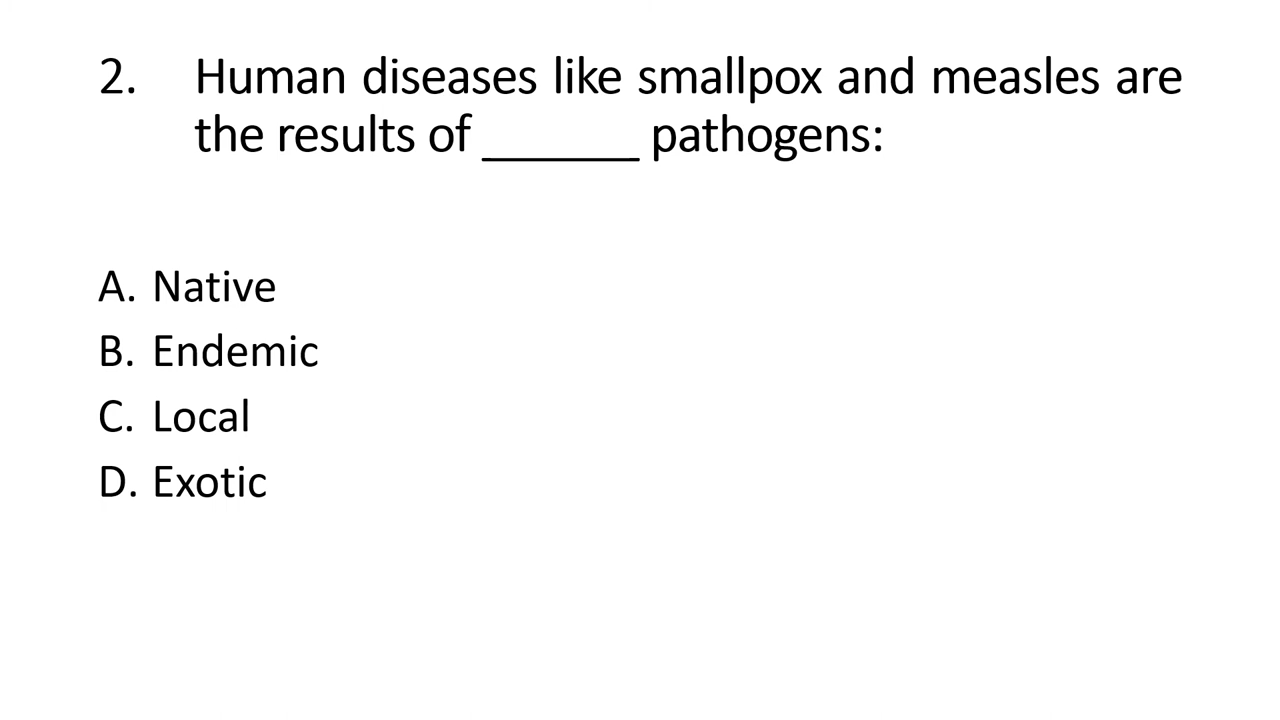 2. Human diseases like smallpox and measles are
the results of ______ pathogens:
A. Native
B. Endemic
C. Local
D. Exotic